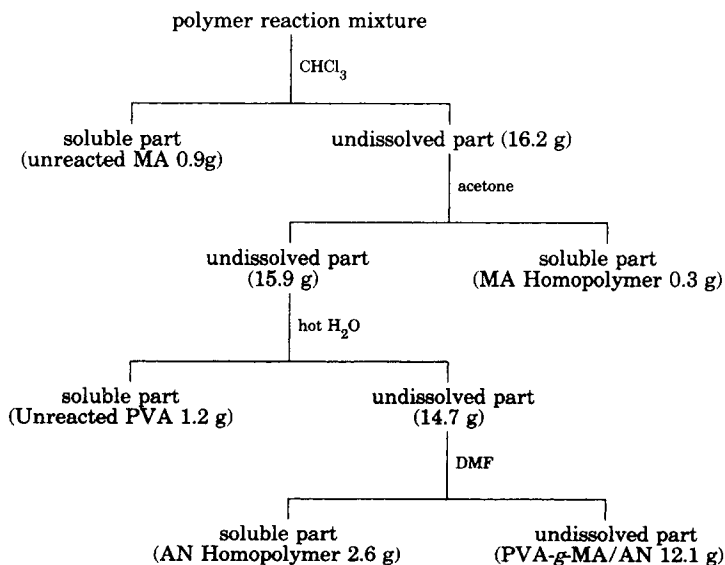 polymer reaction mixture
CHCl₃
soluble part
(unreacted MA 0.9g)
undissolved part (16.2 g)
acetone
undissolved part
(15.9 g)
soluble part
(MA Homopolymer 0.3 g)
hot H₂O
soluble part
(Unreacted PVA 1.2 g)
undissolved part
(14.7 g)
DMF
soluble part
(AN Homopolymer 2.6 g)
undissolved part
(PVA-g-MA/AN 12.1 g)